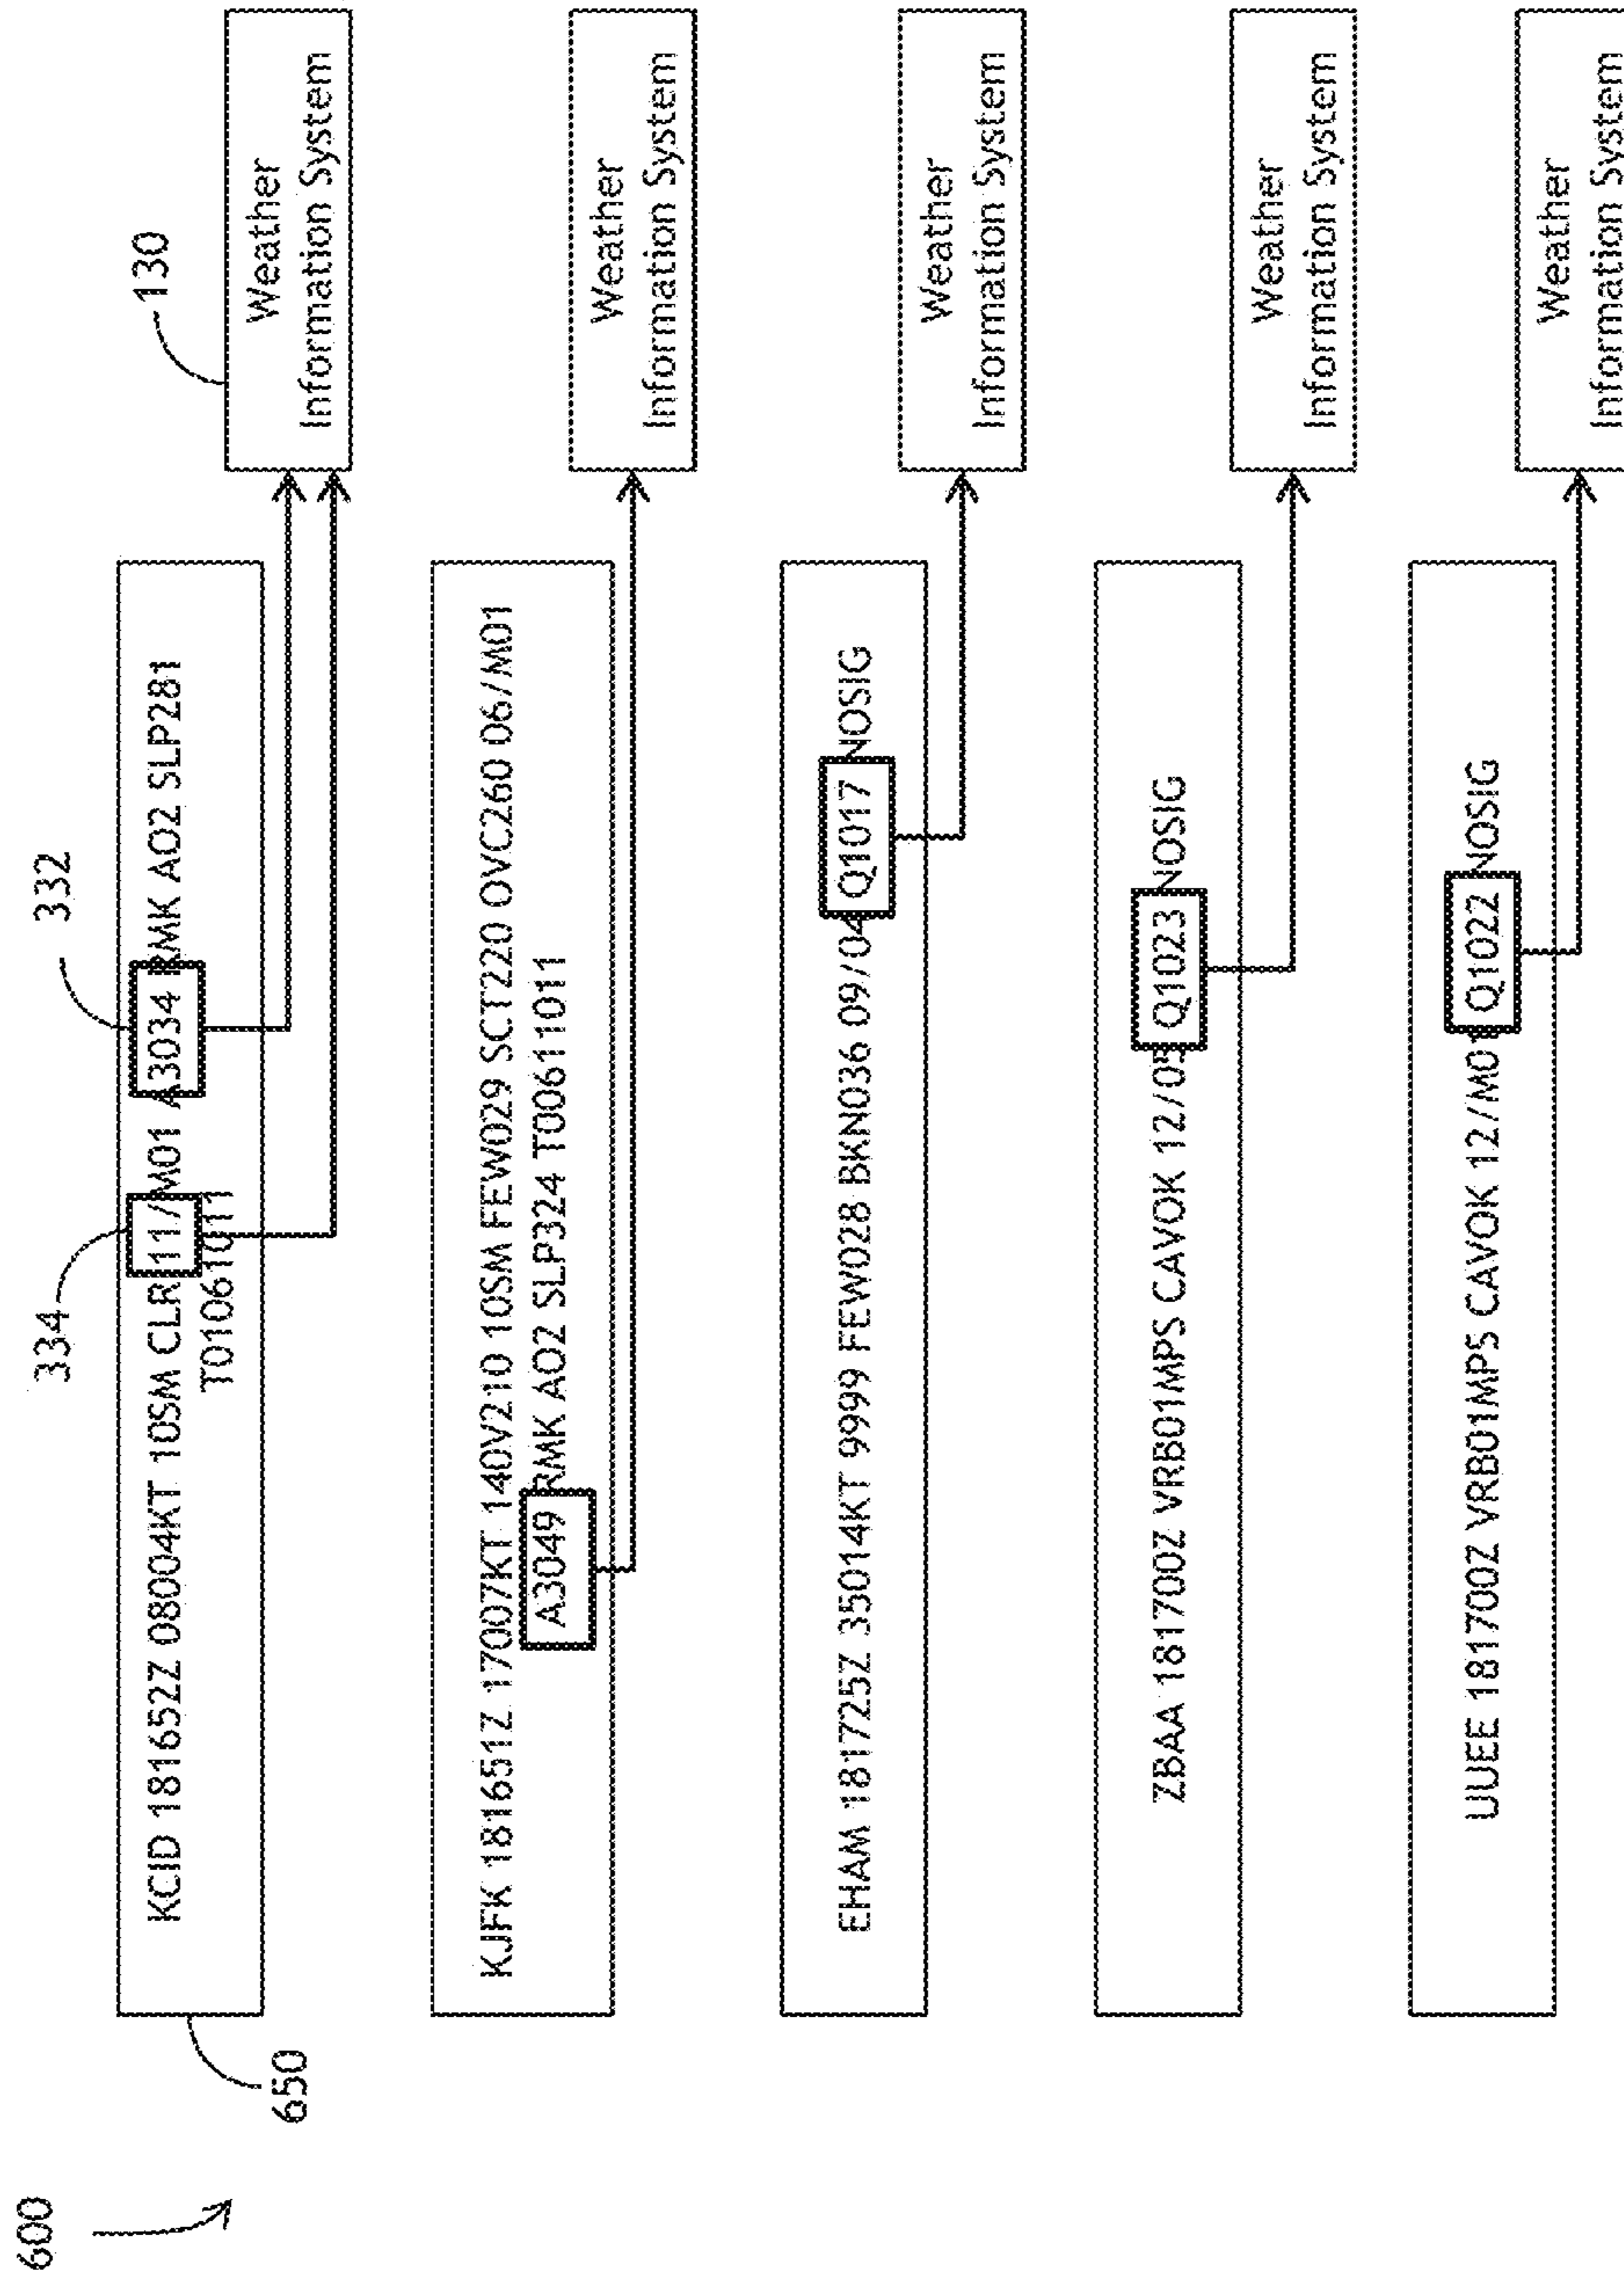 600
650
334
332
130
KCID 181652Z 08004KT 10SM CLR 11/M01 A3034 RMK AO2 SLP281
T01061011
Weather
Information System
KJFK 181651Z 17007KT 140V210 10SM FEW029 SCT220 OVC260 06/M01
A3049 RMK AO2 SLP324 T00611011
Weather
Information System
EHAM 181725Z 35014KT 9999 FEW028 BKN036 09/04 Q1017 NOSIG
Weather
Information System
ZBAA 181700Z VRB01MPS CAVOK 12/05 Q1023 NOSIG
Weather
Information System
UUEE 181700Z VRB01MPS CAVOK 12/M01 Q1022 NOSIG
Weather
Information System